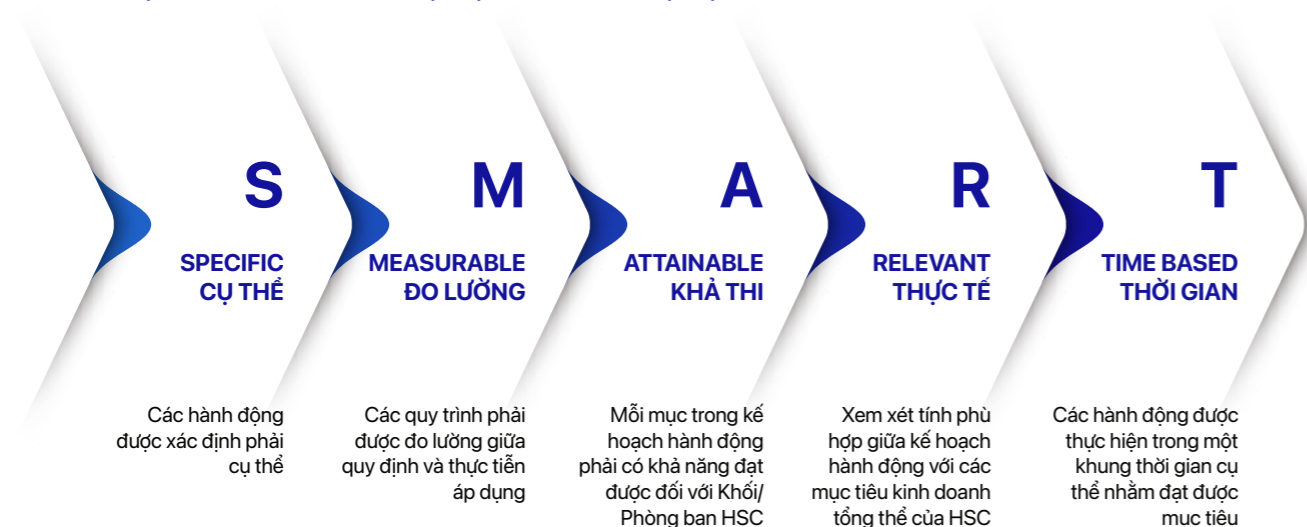 S
SPECIFIC
CỤ THỂ
Các hành động
được xác định phải
cụ thể
M
MEASURABLE
ĐO LƯỜNG
Các quy trình phải
được đo lường giữa
quy định và thực tiễn
áp dụng
A
ATTAINABLE
KHẢ THI
Mỗi mục trong kế
hoạch hành động
phải có khả năng đạt
được đối với Khối/
Phòng ban HSC
R
RELEVANT
THỰC TẾ
Xem xét tính phù
hợp giữa kế hoạch
hành động với các
mục tiêu kinh doanh
tổng thể của HSC
T
TIME BASED
THỜI GIAN
Các hành động được
thực hiện trong một
khung thời gian cụ
thể nhằm đạt được
mục tiêu